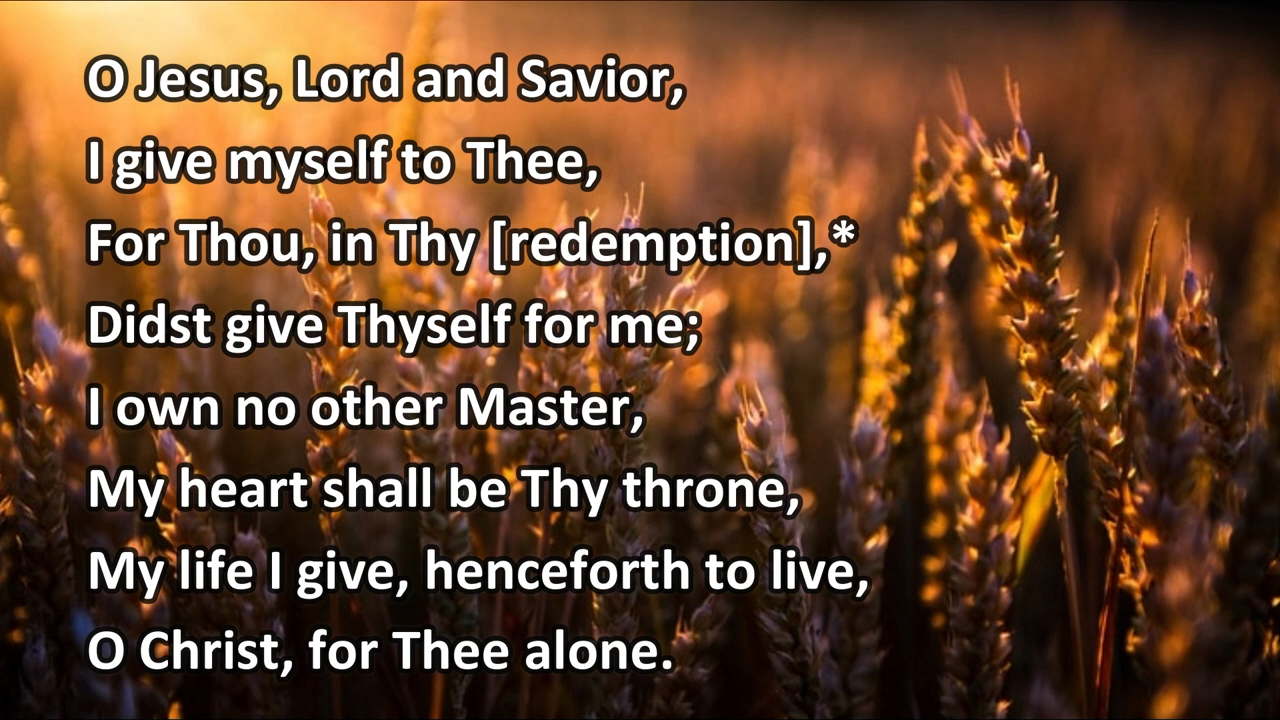 O Jesus, Lord and Savior,
I give myself to Thee,
For Thou, in Thy [redemption],*
Didst give Thyself for me;
I own no other Master,
My heart shall be Thy throne,
My life I give, henceforth to live,
O Christ, for Thee alone.